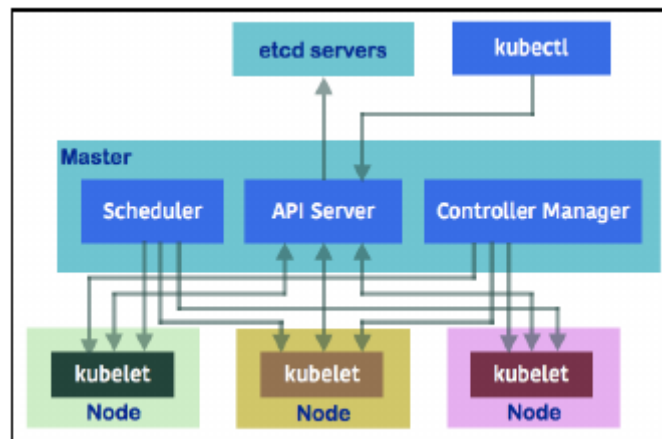 etcd servers
kubectl
Master
Scheduler
API Server
Controller Manager
kubelet
kubelet
kubelet
Node
Node
Node